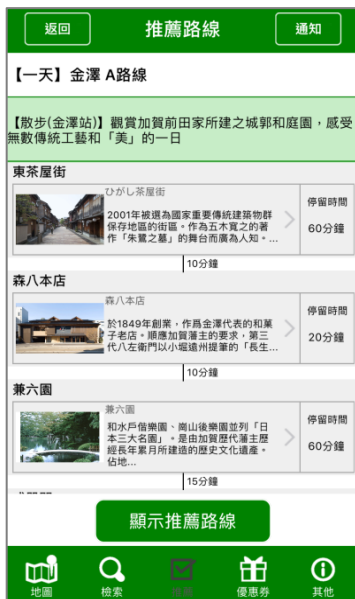 返回
推薦路線
通知
【一天】金澤 A路線
【散步(金澤站)】觀賞加賀前田家所建之城郭和庭園，感受
無數傳統工藝和「美」的一日
東茶屋街
ひがし茶屋街
2001年被選為國家重要傳統建築物群
保存地區的街區。作為五木寬之的著
作「朱鷺之墓」的舞台而廣為人知。...
停留時間
60分鐘
10分鐘
森八本店
森八本店
於1849年創業，作爲金澤代表的和菓
子老店。順應加賀藩主的要求，第三
代八左衛門以小堀遠州提筆的「長生...
停留時間
20分鐘
10分鐘
兼六園
兼六園
和水戶偕樂園、崗山後樂園並列「日
本三大名園」。是由加賀歷代藩主歷
經長年累月所建造的歷史文化遺產。
佔地...
停留時間
60分鐘
15分鐘
顯示推薦路線
地圖
檢索
優惠券
其他